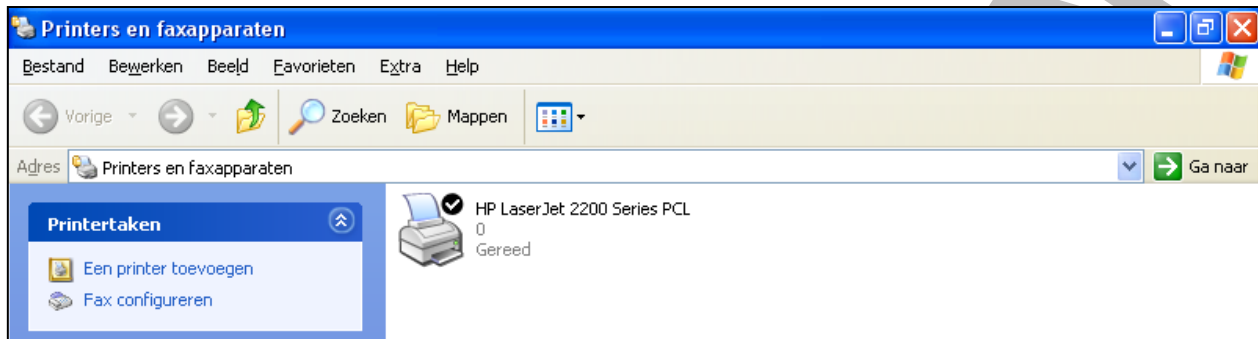 Printers en faxapparaten
Bestand Bewerken Beeld Favorieten Extra Help
Vorige Zoeken Mappen
Adres Printers en faxapparaten Ga naar
Printertaken
Een printer toevoegen
Fax configureren
HP LaserJet 2200 Series PCL
0
Gereed